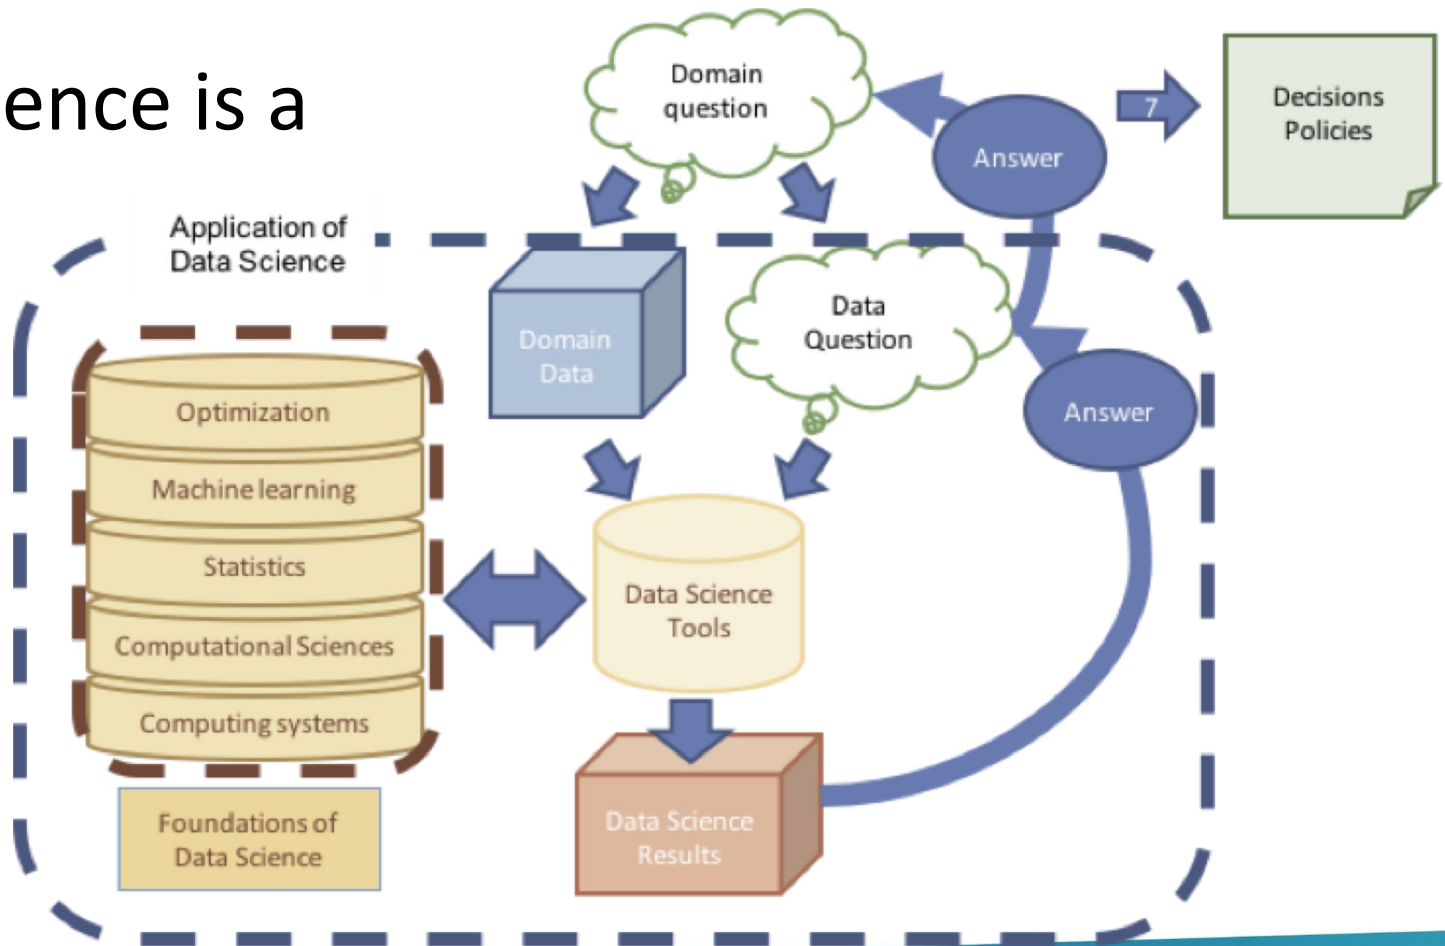 ence is a
Domain
question
Answer
7
Decisions
Policies
Application of
Data Science
Domain
Data
Data
Question
Answer
Optimization
Machine learning
Statistics
Computational Sciences
Computing systems
Data Science
Tools
Foundations of
Data Science
Data Science
Results